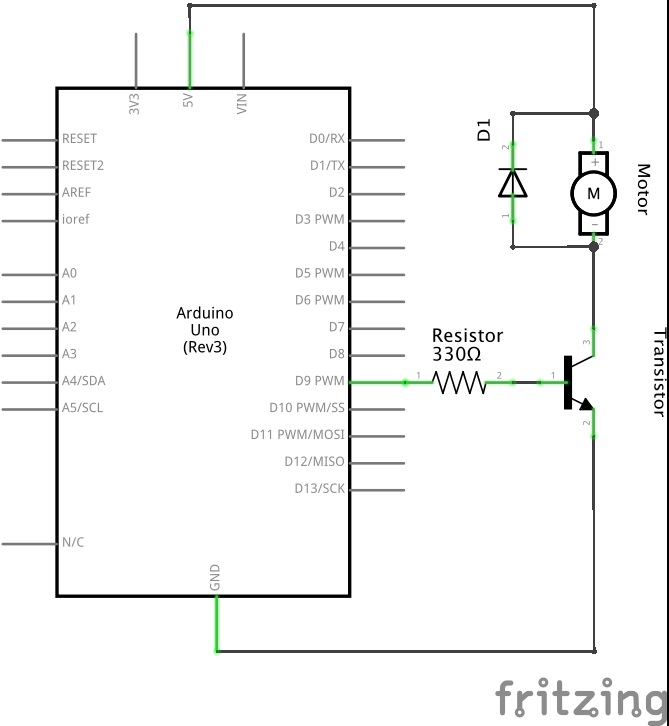 3V3
5V
VIN
RESET
RESET2
AREF
ioref
A0
A1
A2
A3
A4/SDA
A5/SCL
N/C
Arduino
Uno
(Rev3)
D0/RX
D1/TX
D2
D3 PWM
D4
D5 PWM
D6 PWM
D7
D8
D9 PWM
D10 PWM/SS
D11 PWM/MOSI
D12/MISO
D13/SCK
GND
Resistor
330Ω
1
2
D1
2
1
1
+
M
−
2
Motor
3
1
2
Transistor
fritzing